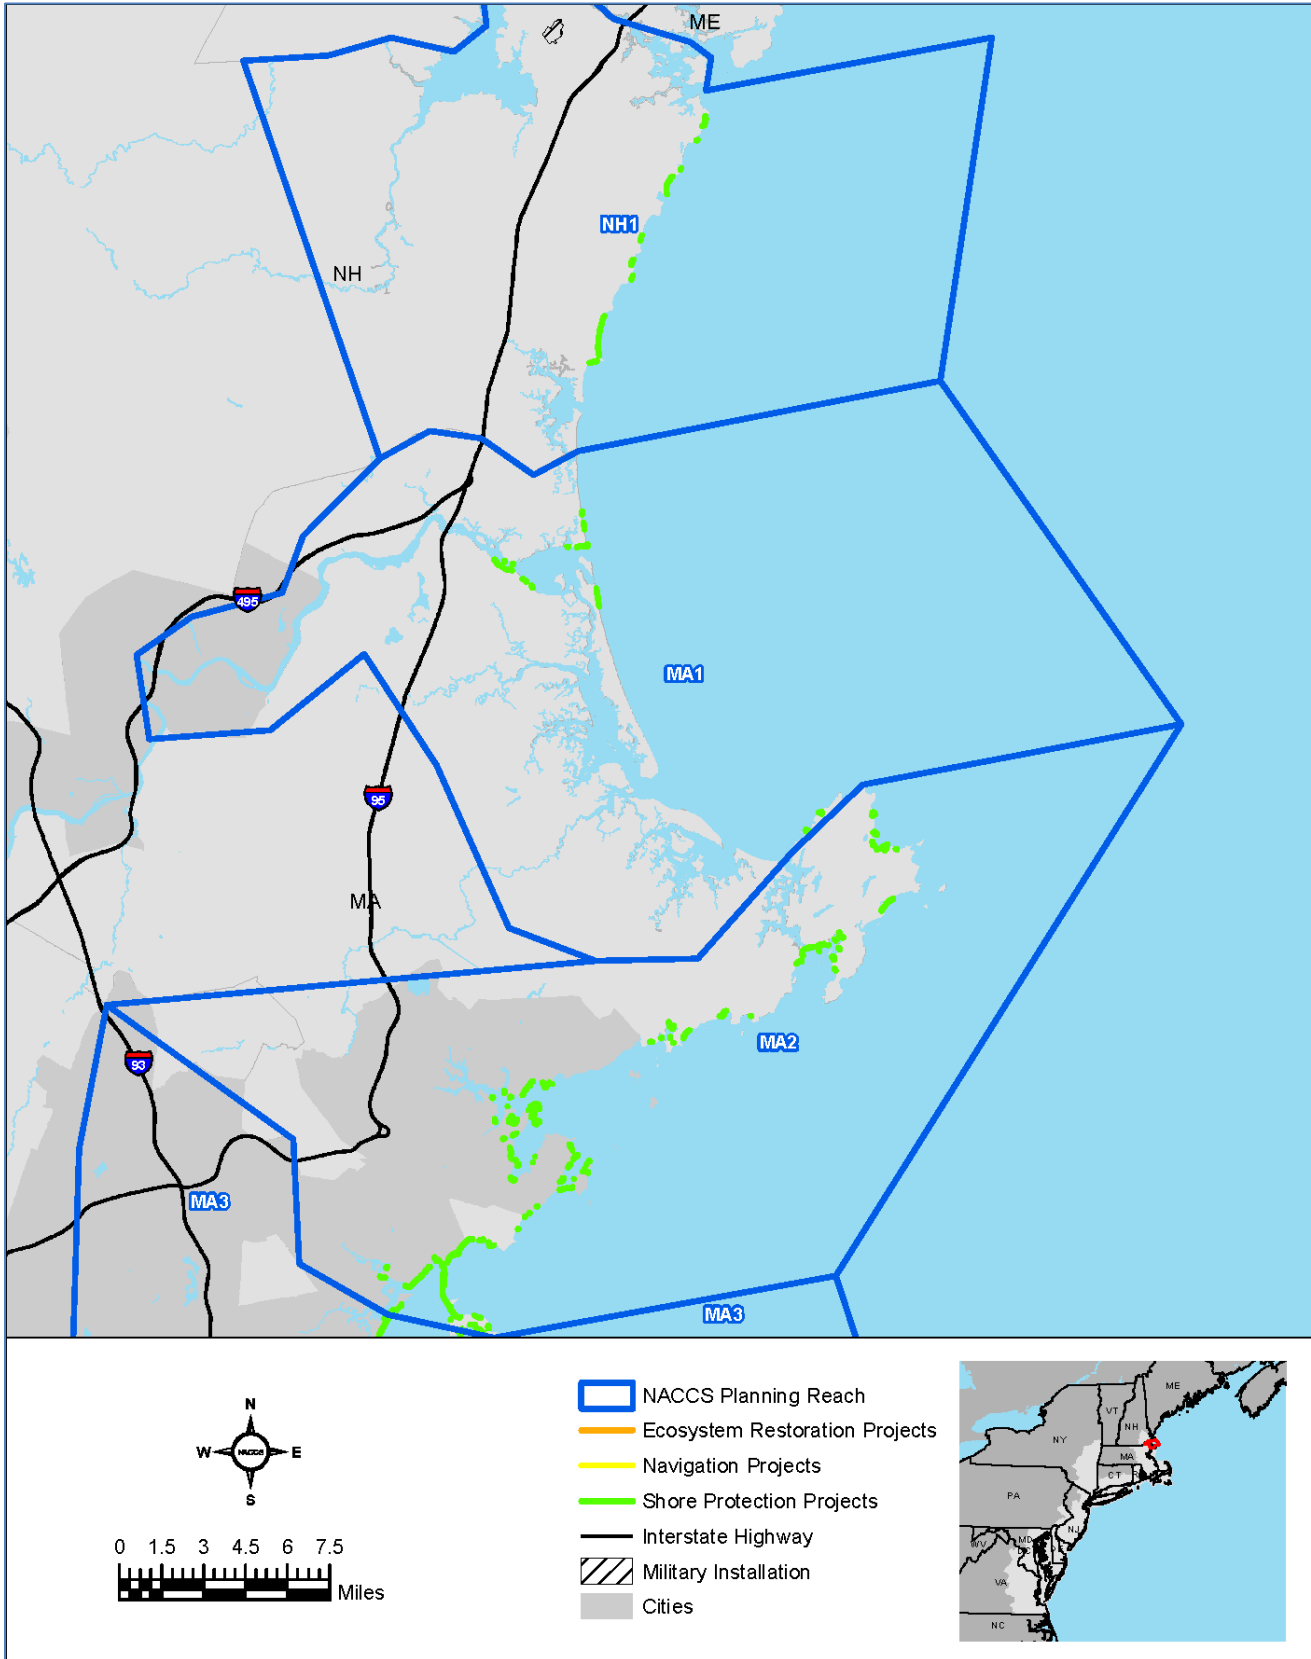 ME
NH1
NH
495
MA1
95
MA
MA2
93
MA3
MA3
N
W NACCS E
S
0 1.5 3 4.5 6 7.5
Miles
NACCS Planning Reach
Ecosystem Restoration Projects
Navigation Projects
Shore Protection Projects
Interstate Highway
Military Installation
Cities
ME
VT
NH
NY
MA
CT
PA
NJ
MD
WV
VA
NC